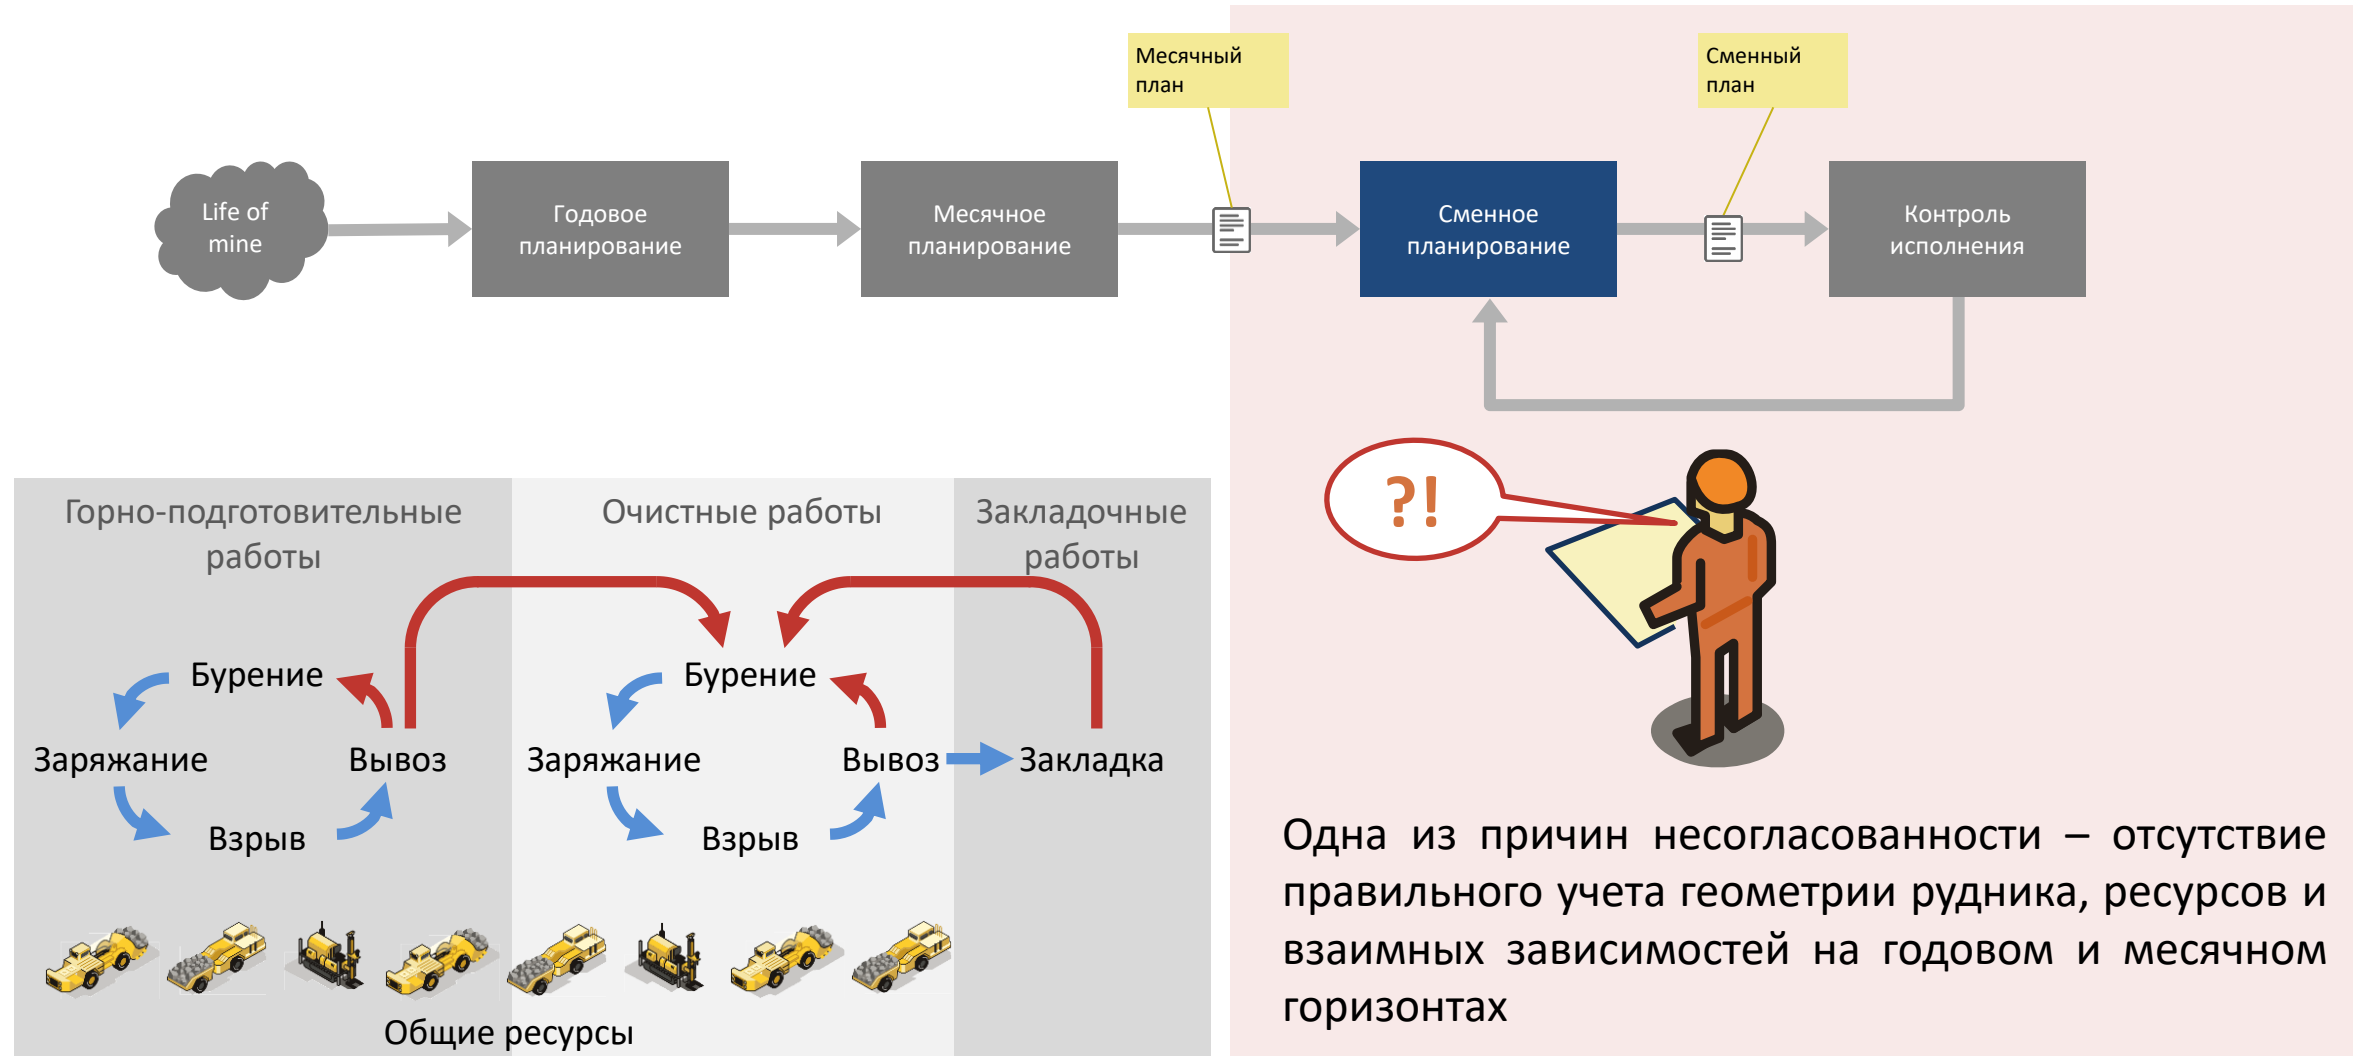 Месячный
план
Сменный
план
Life of
mine
Годовое
планирование
Месячное
планирование
Сменное
планирование
Контроль
исполнения
?!
Горно-подготовительные
работы
Очистные работы
Закладочные
работы
Бурение
Заряжание
Вывоз
Взрыв
Бурение
Заряжание
Вывоз
Взрыв
Закладка
Общие ресурсы
Одна из причин несогласованности – отсутствие
правильного учета геометрии рудника, ресурсов и
взаимных зависимостей на годовом и месячном
горизонтах